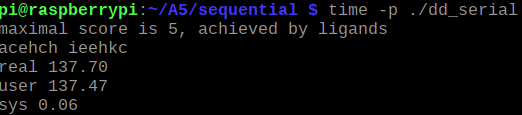 pi@raspberrypi:~/A5/sequential $ time -p ./dd_serial
maximal score is 5, achieved by ligands
acehch ieehkc
real 137.70
user 137.47
sys 0.06